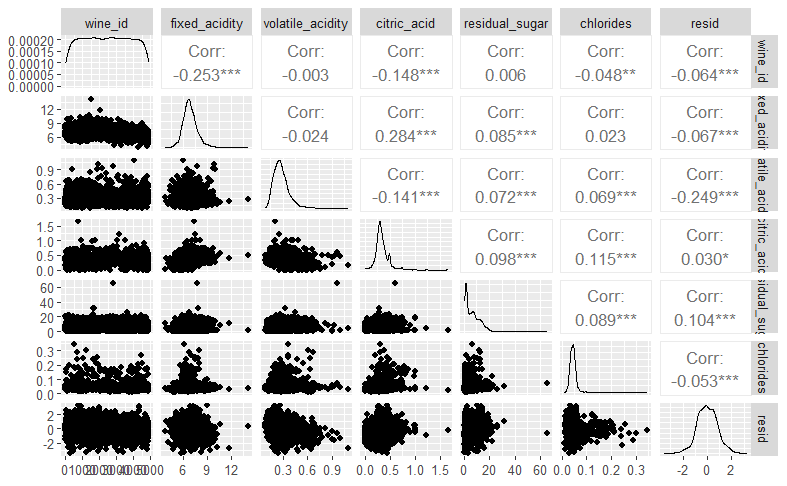 wine_id fixed_acidity volatile_acidity citric_acid residual_sugar chlorides resid
0.00020
0.00015
0.00010
0.00005
0.00000
Corr:
-0.253***
Corr:
-0.003
Corr:
-0.148***
Corr:
0.006
Corr:
-0.048**
Corr:
-0.064***
wine_id
12
9
6
Corr:
-0.024
Corr:
0.284***
Corr:
0.085***
Corr:
0.023
Corr:
-0.067***
xed_acidi
0.9
0.6
0.3
Corr:
-0.141***
Corr:
0.072***
Corr:
0.069***
Corr:
-0.249***
atile_acid
1.5
1.0
0.5
0.0
Corr:
0.098***
Corr:
0.115***
Corr:
0.030*
citric_acid
60
40
20
0
Corr:
0.089***
Corr:
0.104***
idual_sug
0.3
0.2
0.1
0.0
Corr:
-0.053***
chlorides
2
0
-2
resid
6 9 12
0.3 0.6 0.9
0.0 0.5 1.0 1.5
0 20 40 60
0.0 0.1 0.2 0.3
-2 0 2